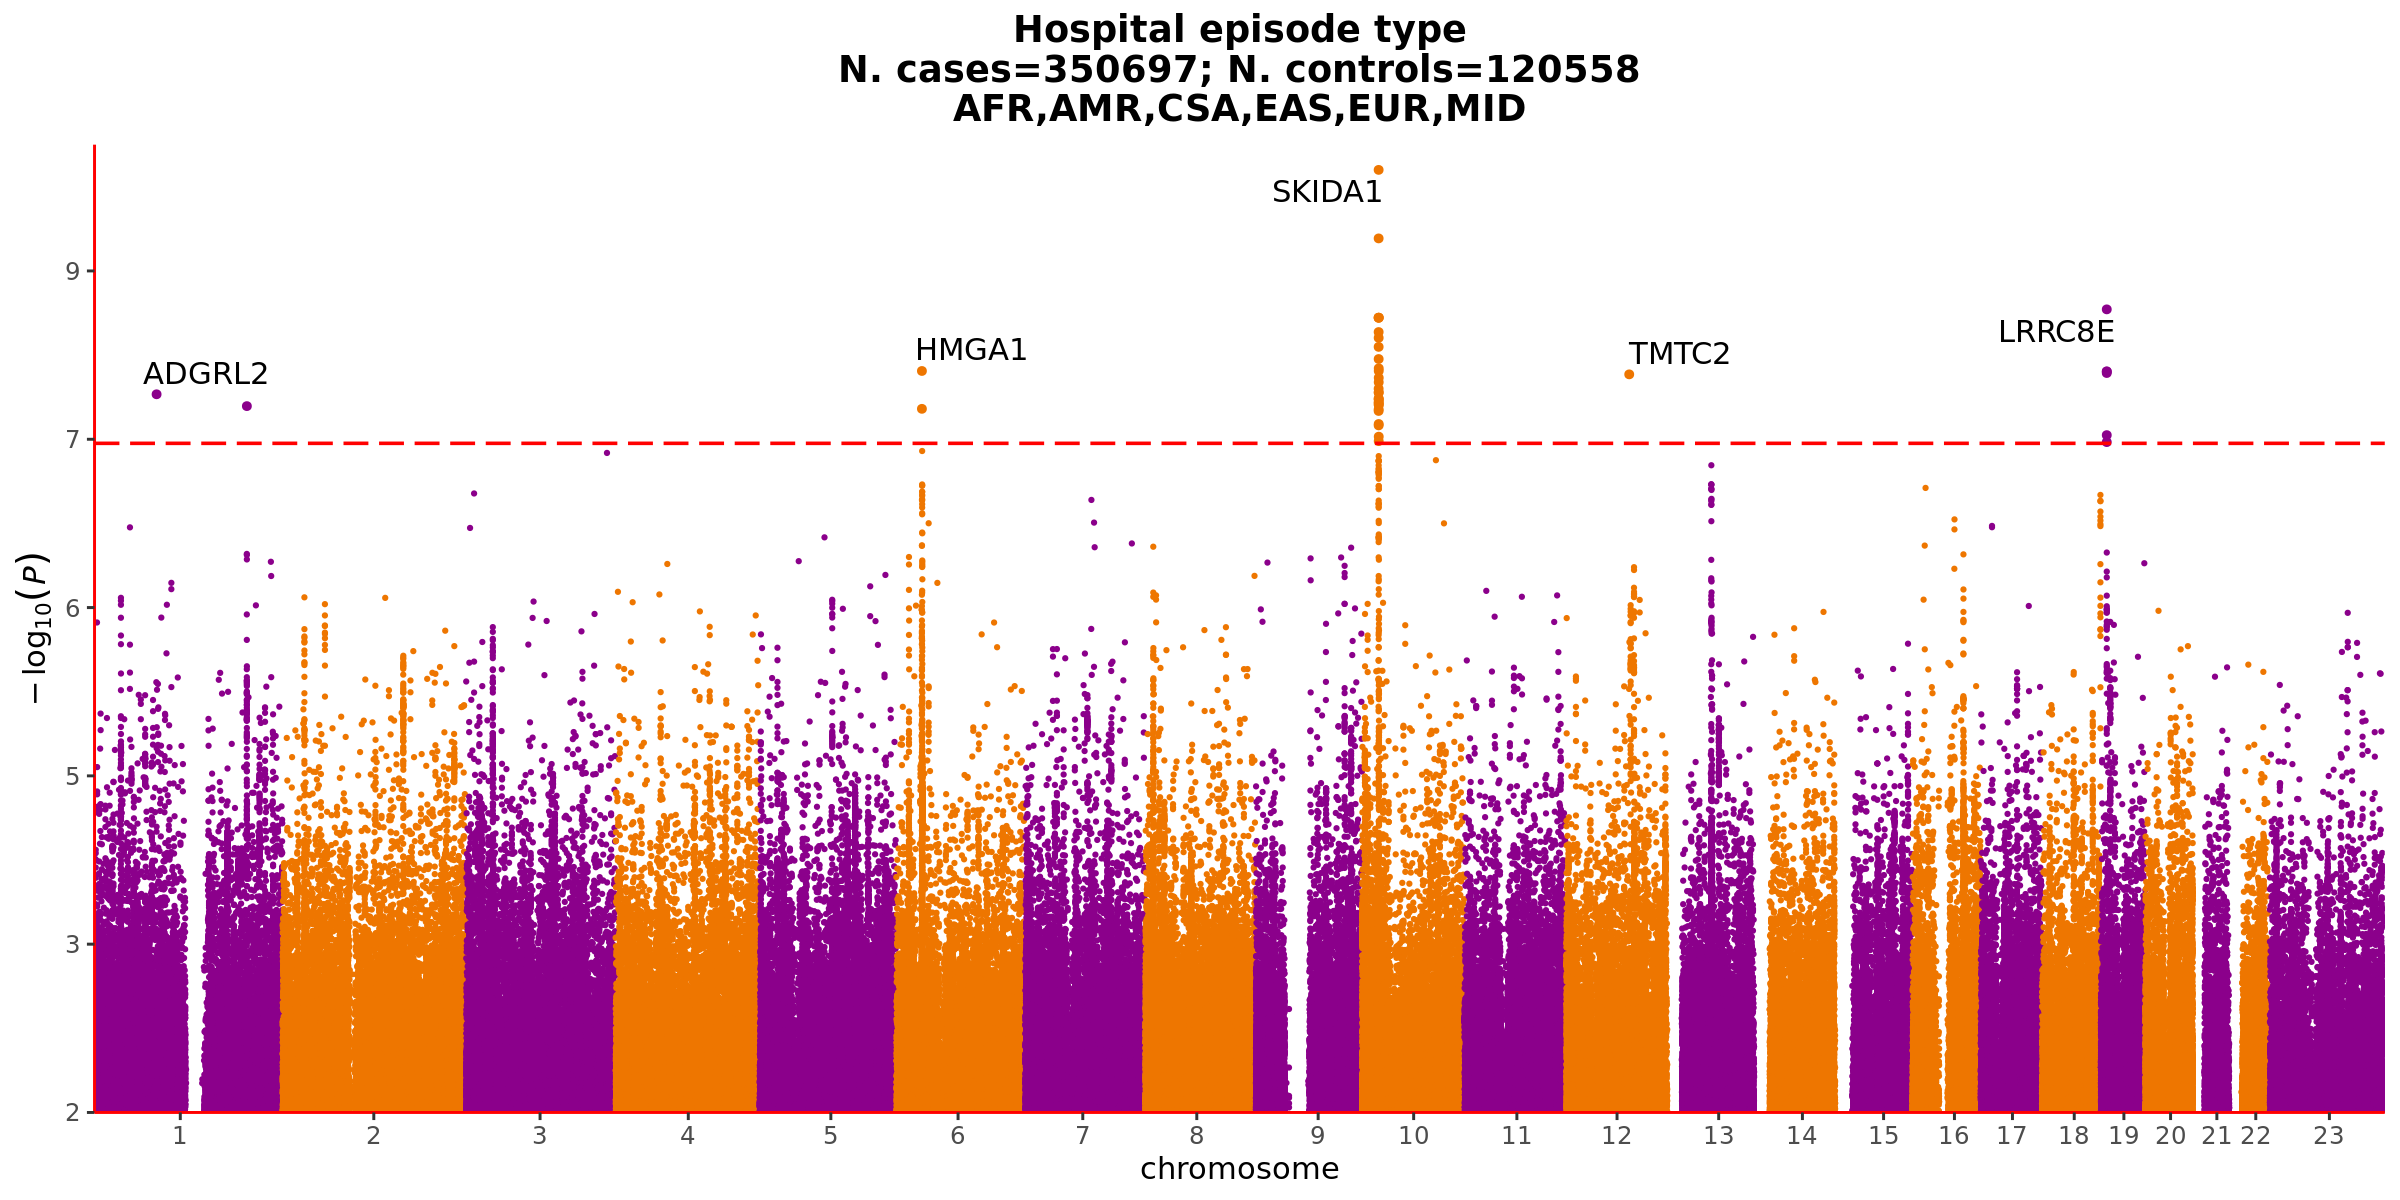 Hospital episode type
N. cases=350697; N. controls=120558
AFR,AMR,CSA,EAS,EUR,MID
SKIDA1
9
LRRC8E
HMGA1
TMTC2
ADGRL2
7
−log10(P)
6
5
3
2
1 2 3 4 5 6 7 8 9 10 11 12 13 14 15 16 17 18 19 20 21 22 23
chromosome